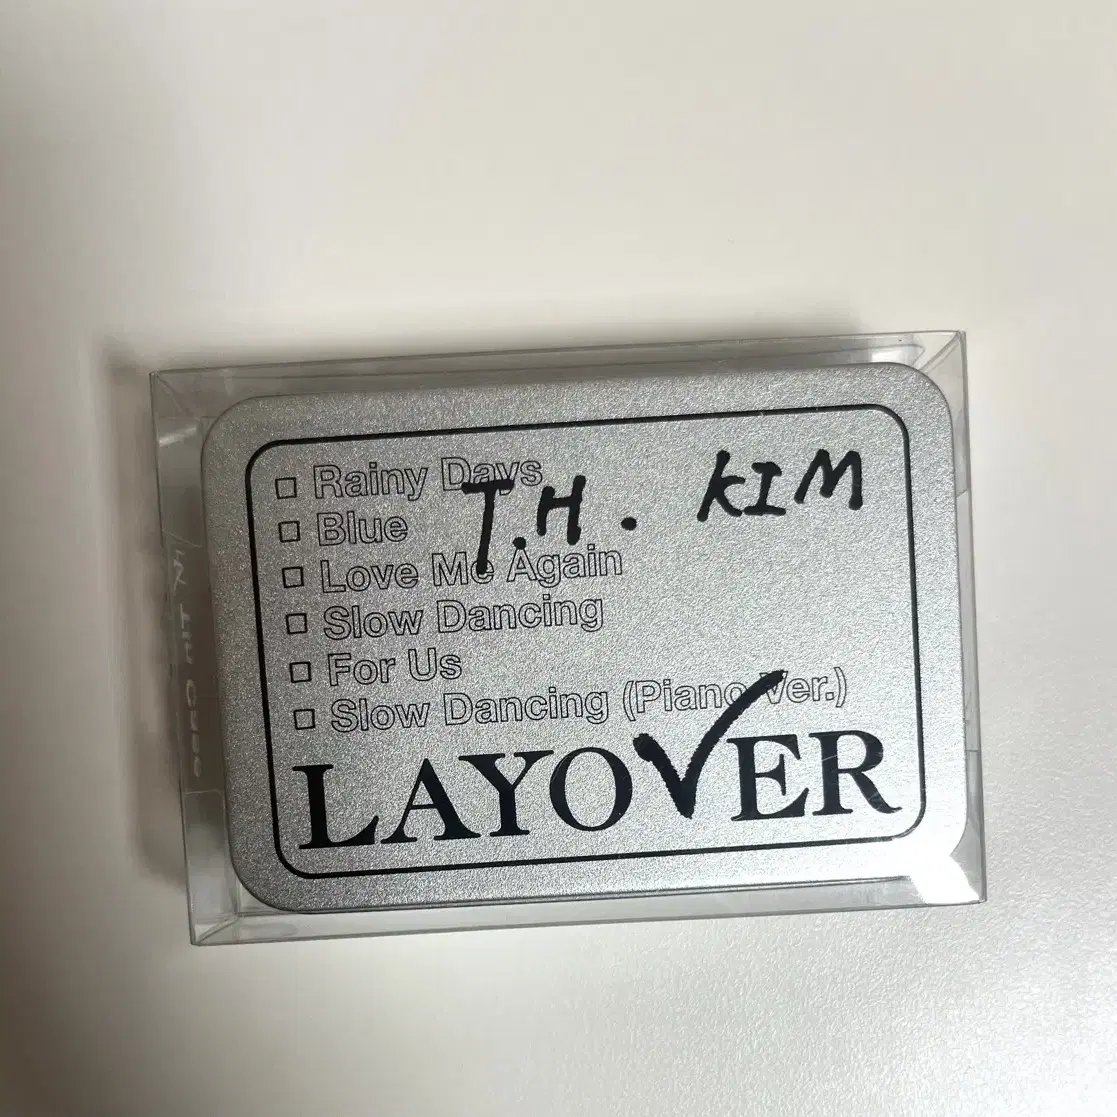 Rainy Days
T.H. KIM
Blue
Love Me Again
Slow Dancing
For Us
Slow Dancing (Piano Ver.)
LAYOVER